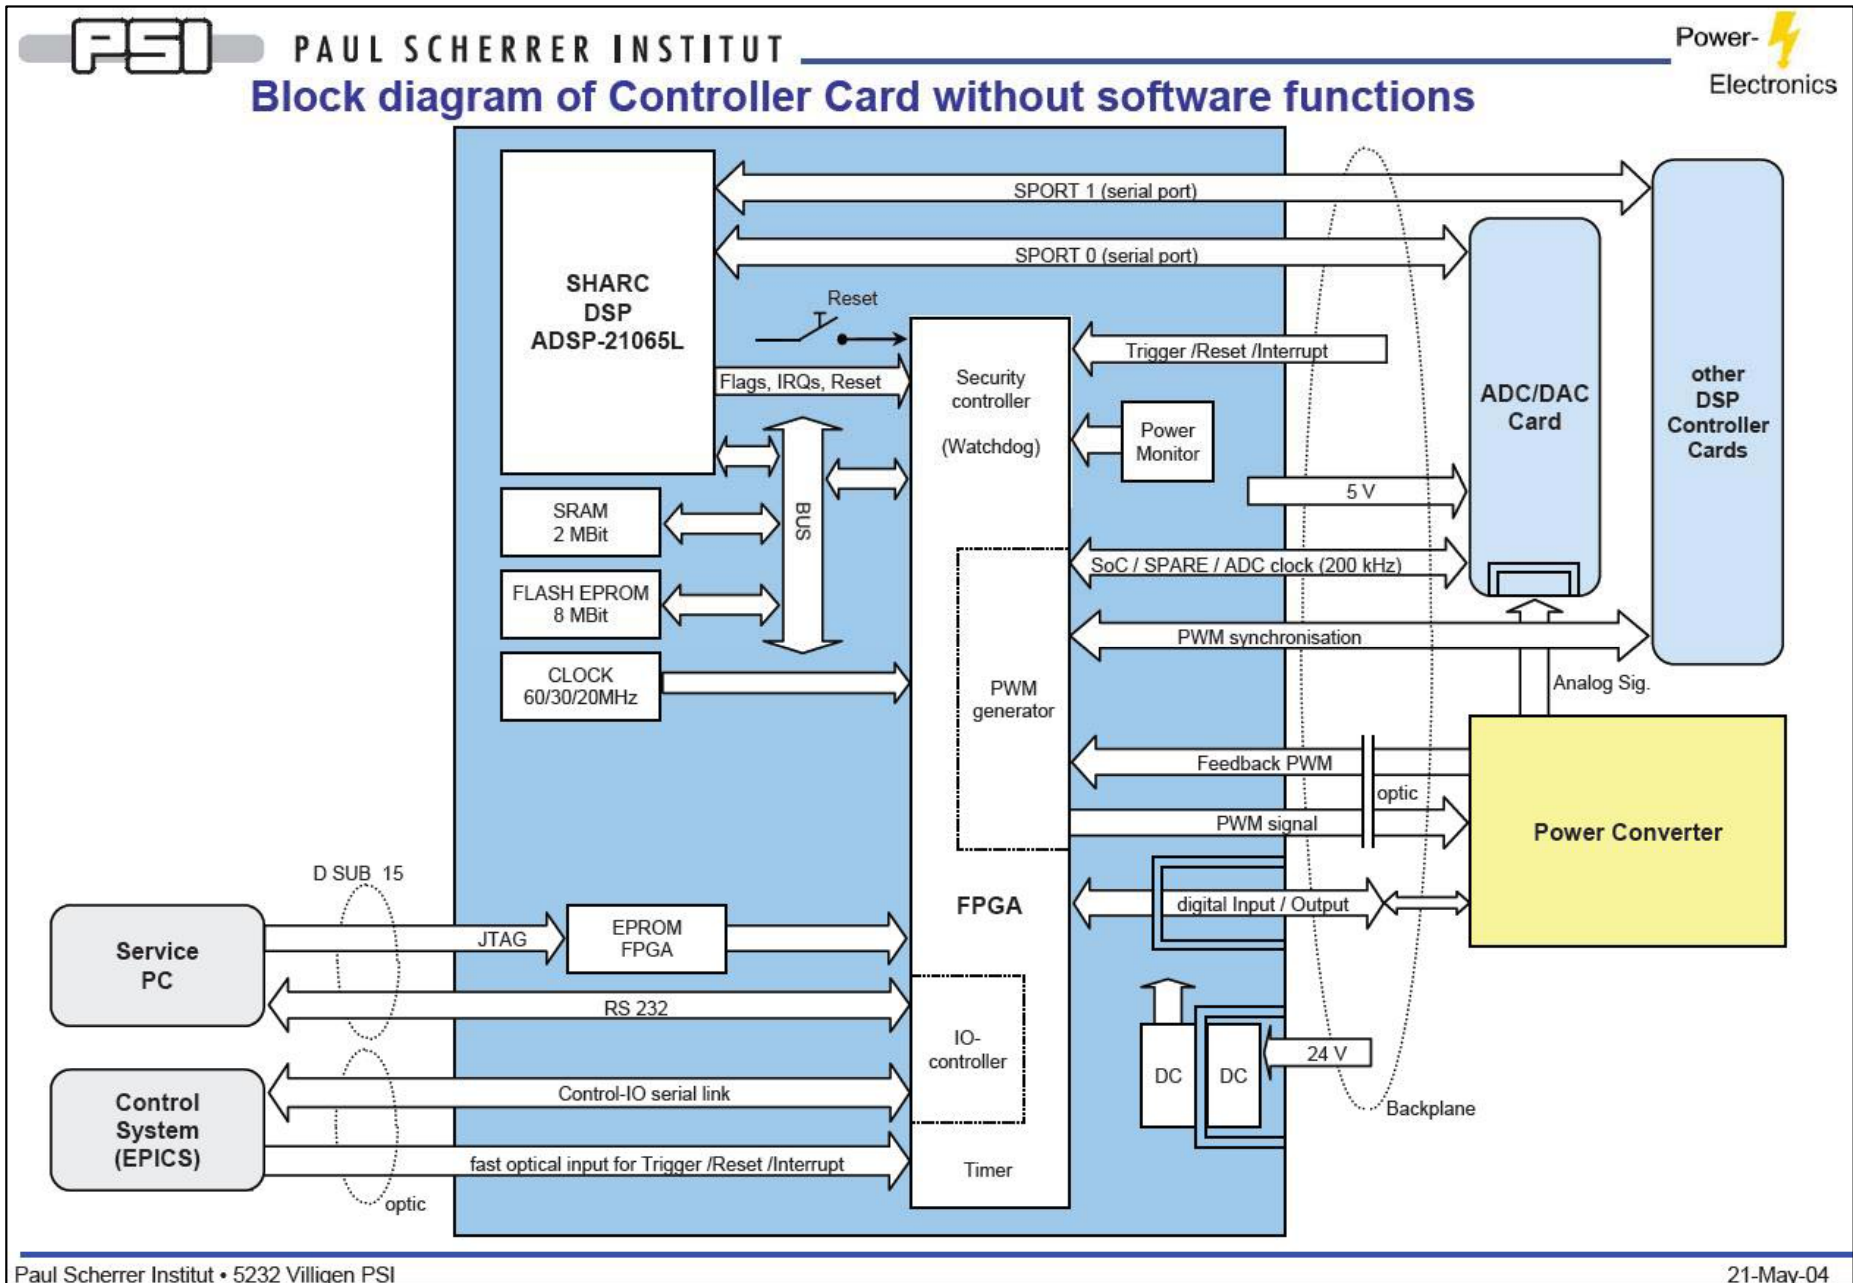 PSI
PAUL SCHERRER INSTITUT
Power-
Electronics
Block diagram of Controller Card without software functions
SHARC
DSP
ADSP-21065L
SPORT 1 (serial port)
SPORT 0 (serial port)
Reset
Flags, IRQs, Reset
Security
controller
(Watchdog)
Trigger /Reset /Interrupt
Power
Monitor
ADC/DAC
Card
other
DSP
Controller
Cards
5 V
SRAM
2 MBit
BUS
FLASH EPROM
8 MBit
SoC / SPARE / ADC clock (200 kHz)
PWM synchronisation
CLOCK
60/30/20MHz
PWM
generator
Analog Sig.
Feedback PWM
optic
PWM signal
Power Converter
D SUB 15
FPGA
digital Input / Output
Service
PC
JTAG
EPROM
FPGA
RS 232
IO-
controller
DC
DC
24 V
Control
System
(EPICS)
Control-IO serial link
Backplane
fast optical input for Trigger /Reset /Interrupt
Timer
optic
Paul Scherrer Institut • 5232 Villigen PSI
21-May-04